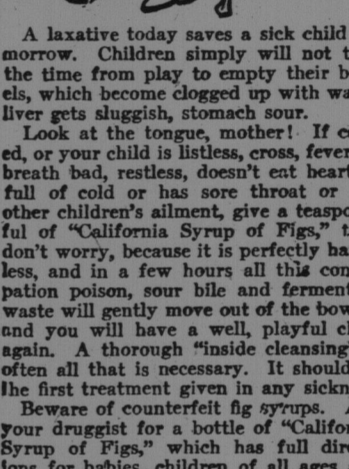 A laxative today saves a sick child
morrow. Children simply will not t
the time from play to empty their b
els, which become clogged up with wa
liver gets sluggish, stomach sour.
Look at the tongue, mother! If c
ed, or your child is listless, cross, fever
breath bad, restless, doesn't eat heart
full of cold or has sore throat or
other children's ailment, give a teaspo
ful of "California Syrup of Figs," t
don't worry, because it is perfectly ha
less, and in a few hours all this con
pation poison, sour bile and ferment
waste will gently move out of the bow
and you will have a well, playful c
again. A thorough "inside cleansing
often all that is necessary. It should
the first treatment given in any sickn
Beware of counterfeit fig syrups.
your druggist for a bottle of "Califor
Syrup of Figs," which has full dire
for babies, children of all ages